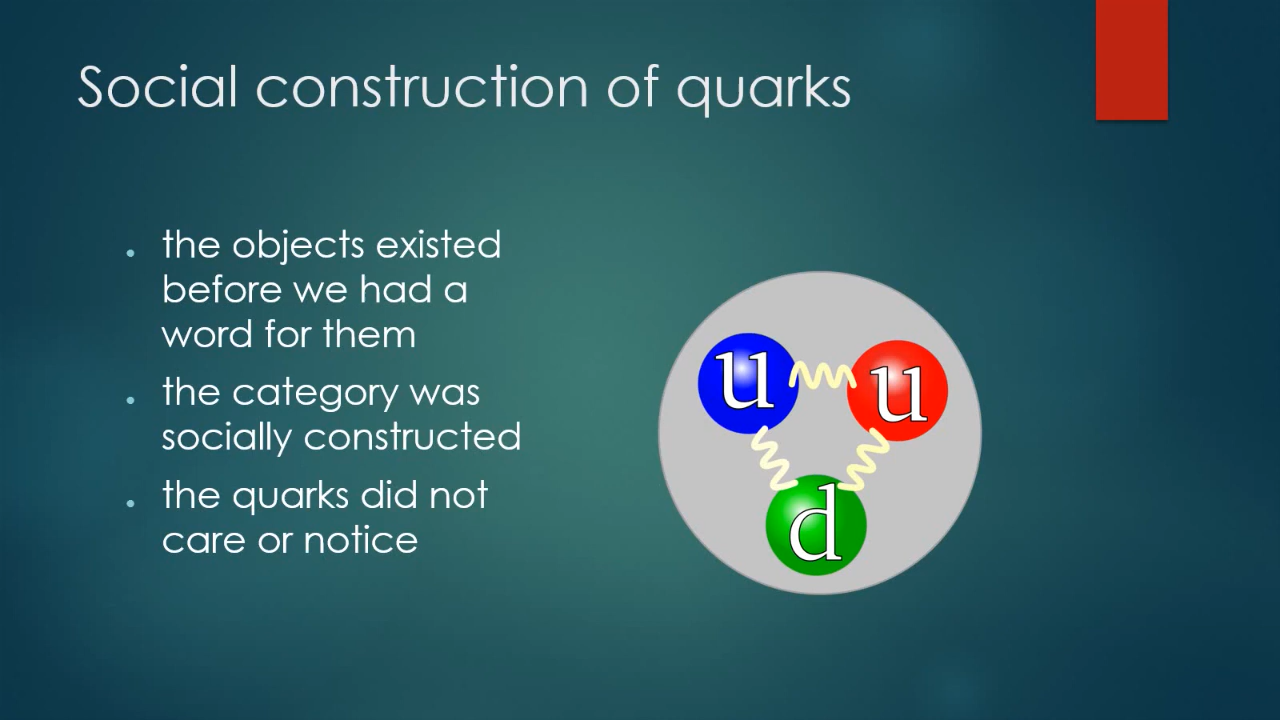 Social construction of quarks
the objects existed
before we had a
word for them
the category was
socially constructed
the quarks did not
care or notice
u u
d